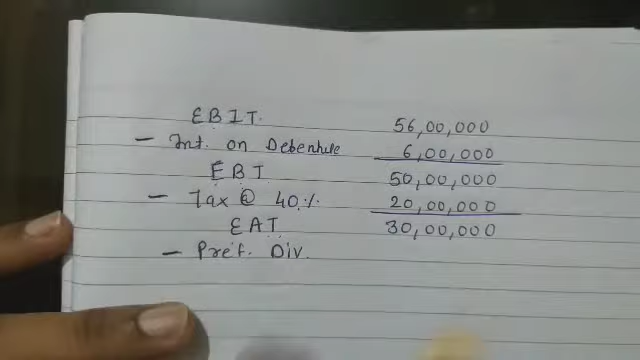 EBIT. 56,00,000
- Int. on Debenture 6,00,000
EBT 50,00,000
- Tax @ 40% 20,00,000
EAT 30,00,000
- Pref. Div.